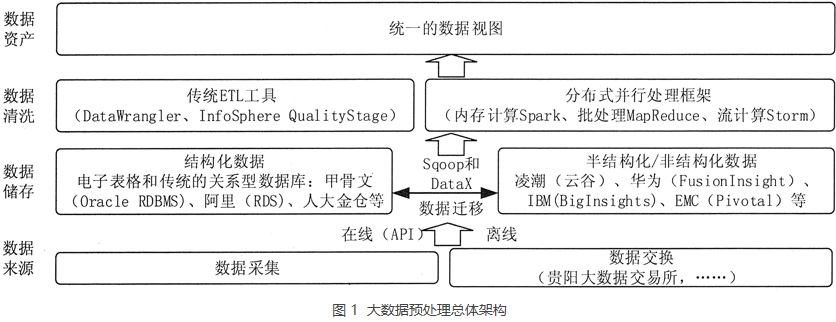 数据
资产
统一的数据视图
数据
清洗
传统ETL工具
（DataWrangler、InfoSphere QualityStage）
分布式并行处理框架
（内存计算Spark、批处理MapReduce、流计算Storm）
数据
储存
结构化数据
电子表格和传统的关系型数据库：甲骨文
（Oracle RDBMS）、阿里（RDS）、人大金仓等
Sqoop和
DataX
数据迁移
半结构化/非结构化数据
凌潮（云谷）、华为（FusionInsight）、
IBM(BigInsights)、EMC（Pivotal）等
在线（API）
离线
数据
来源
数据采集
数据交换
（贵阳大数据交易所，……）
图 1 大数据预处理总体架构